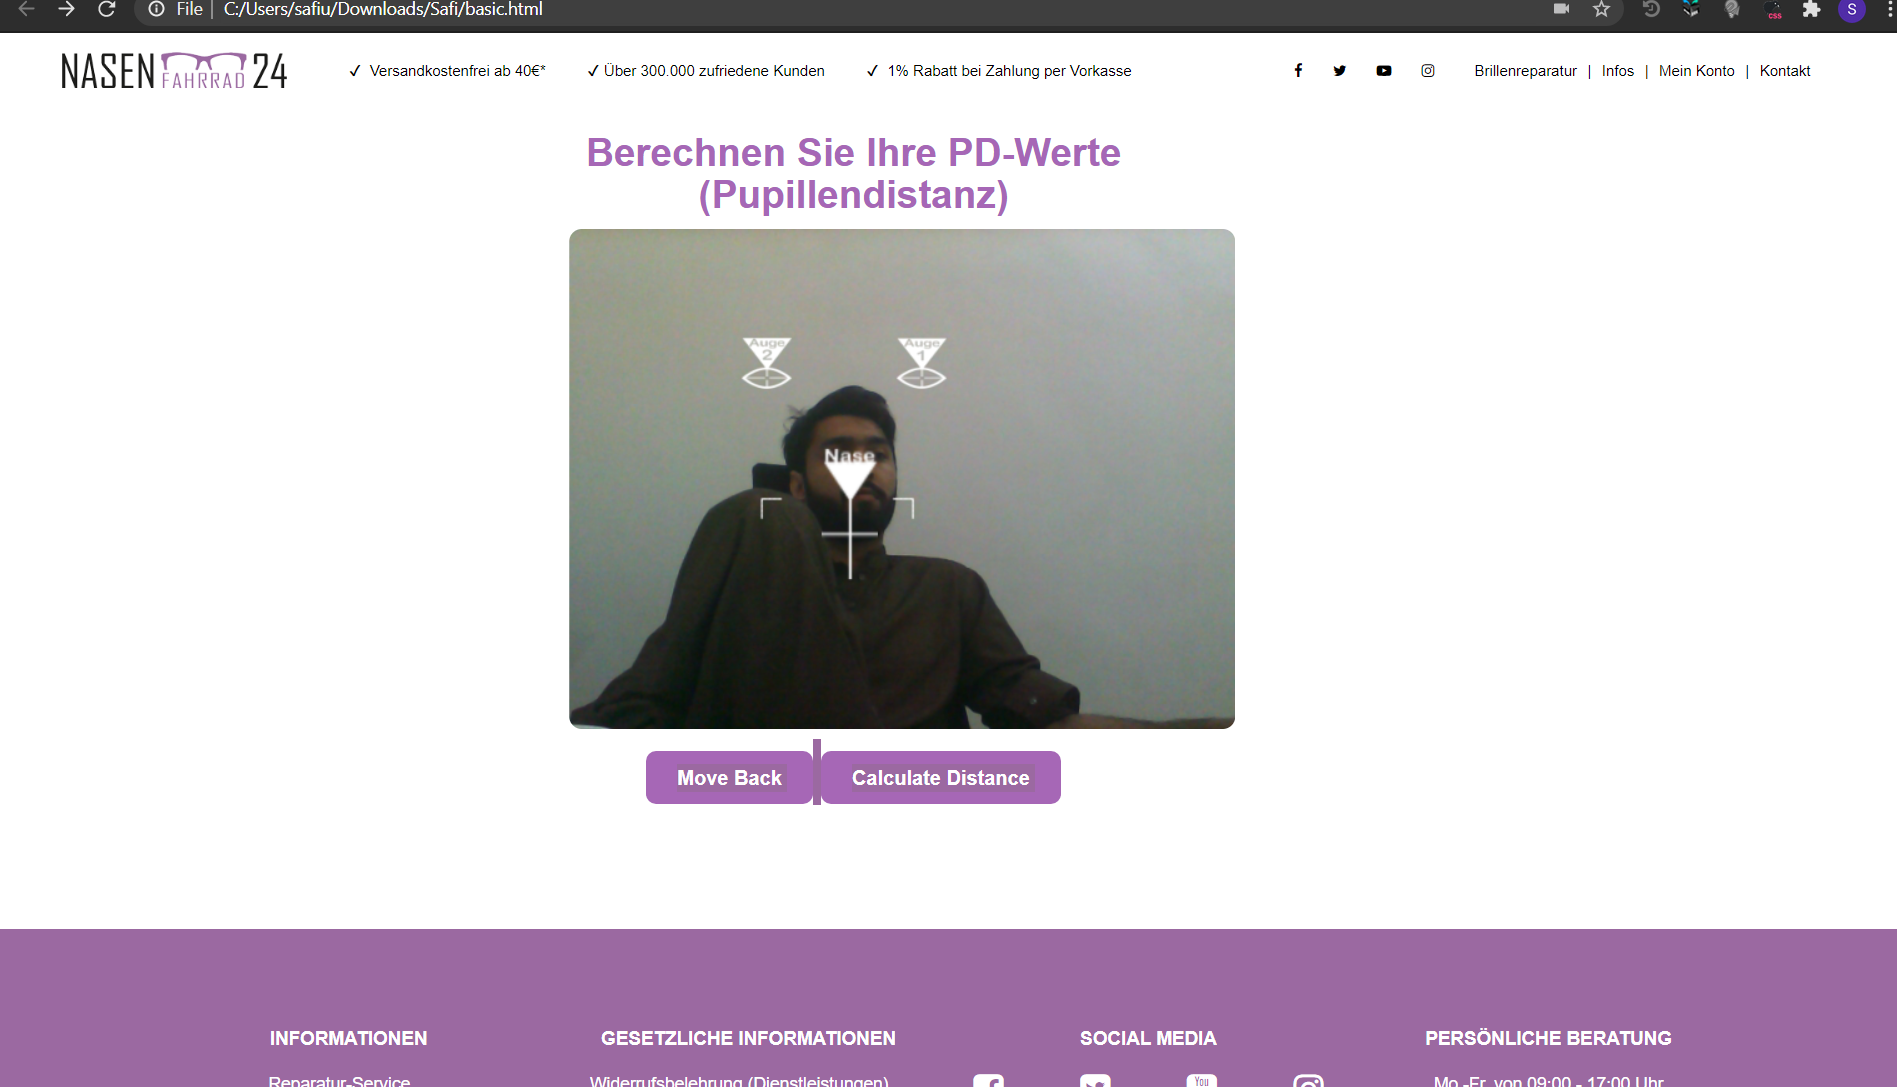 File | C:/Users/safiu/Downloads/Safi/basic.html
S
NASEN FAHRRAD 24
✓ Versandkostenfrei ab 40€*
✓ Über 300.000 zufriedene Kunden
✓ 1% Rabatt bei Zahlung per Vorkasse
Brillenreparatur | Infos | Mein Konto | Kontakt
Berechnen Sie Ihre PD-Werte
(Pupillendistanz)
Auge
2
Auge
1
Nase
Move Back
Calculate Distance
INFORMATIONEN
GESETZLICHE INFORMATIONEN
SOCIAL MEDIA
PERSÖNLICHE BERATUNG
Reparatur-Service
Widerrufsbelehrung (Dienstleistungen)
You
Mo.-Fr. von 09:00 - 17:00 Uhr